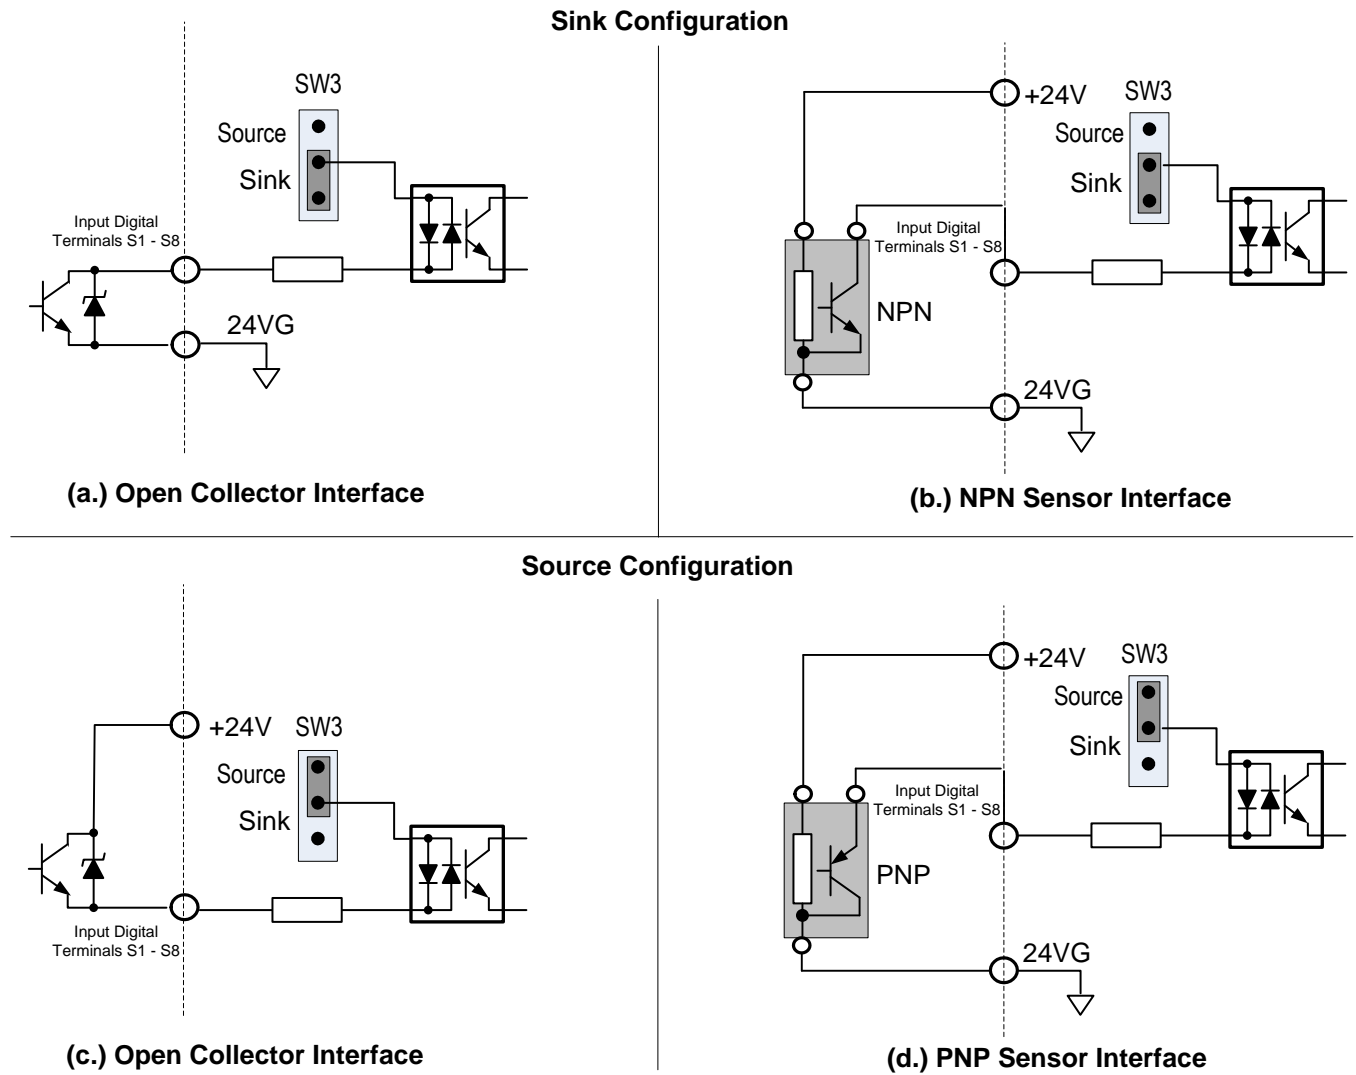 Sink Configuration
SW3
Source
Sink
Input Digital
Terminals S1 - S8
24VG
(a.) Open Collector Interface
+24V
SW3
Source
Sink
Input Digital
Terminals S1 - S8
NPN
24VG
(b.) NPN Sensor Interface
Source Configuration
+24V
SW3
Source
Sink
Input Digital
Terminals S1 - S8
(c.) Open Collector Interface
+24V
SW3
Source
Sink
Input Digital
Terminals S1 - S8
PNP
24VG
(d.) PNP Sensor Interface